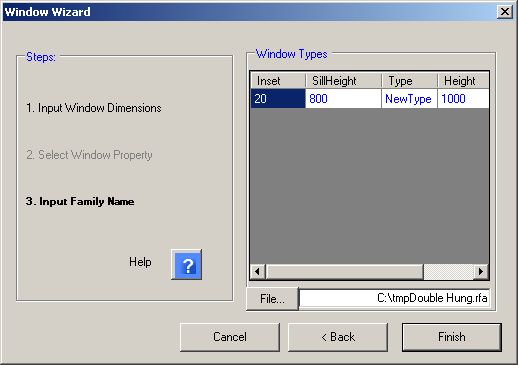 Window Wizard
Steps:
1. Input Window Dimensions
2. Select Window Property
3. Input Family Name
Help
?
Window Types
Inset SillHeight Type Height
20 800 NewType 1000
File... C:\tmpDouble Hung.rfa
Cancel < Back Finish